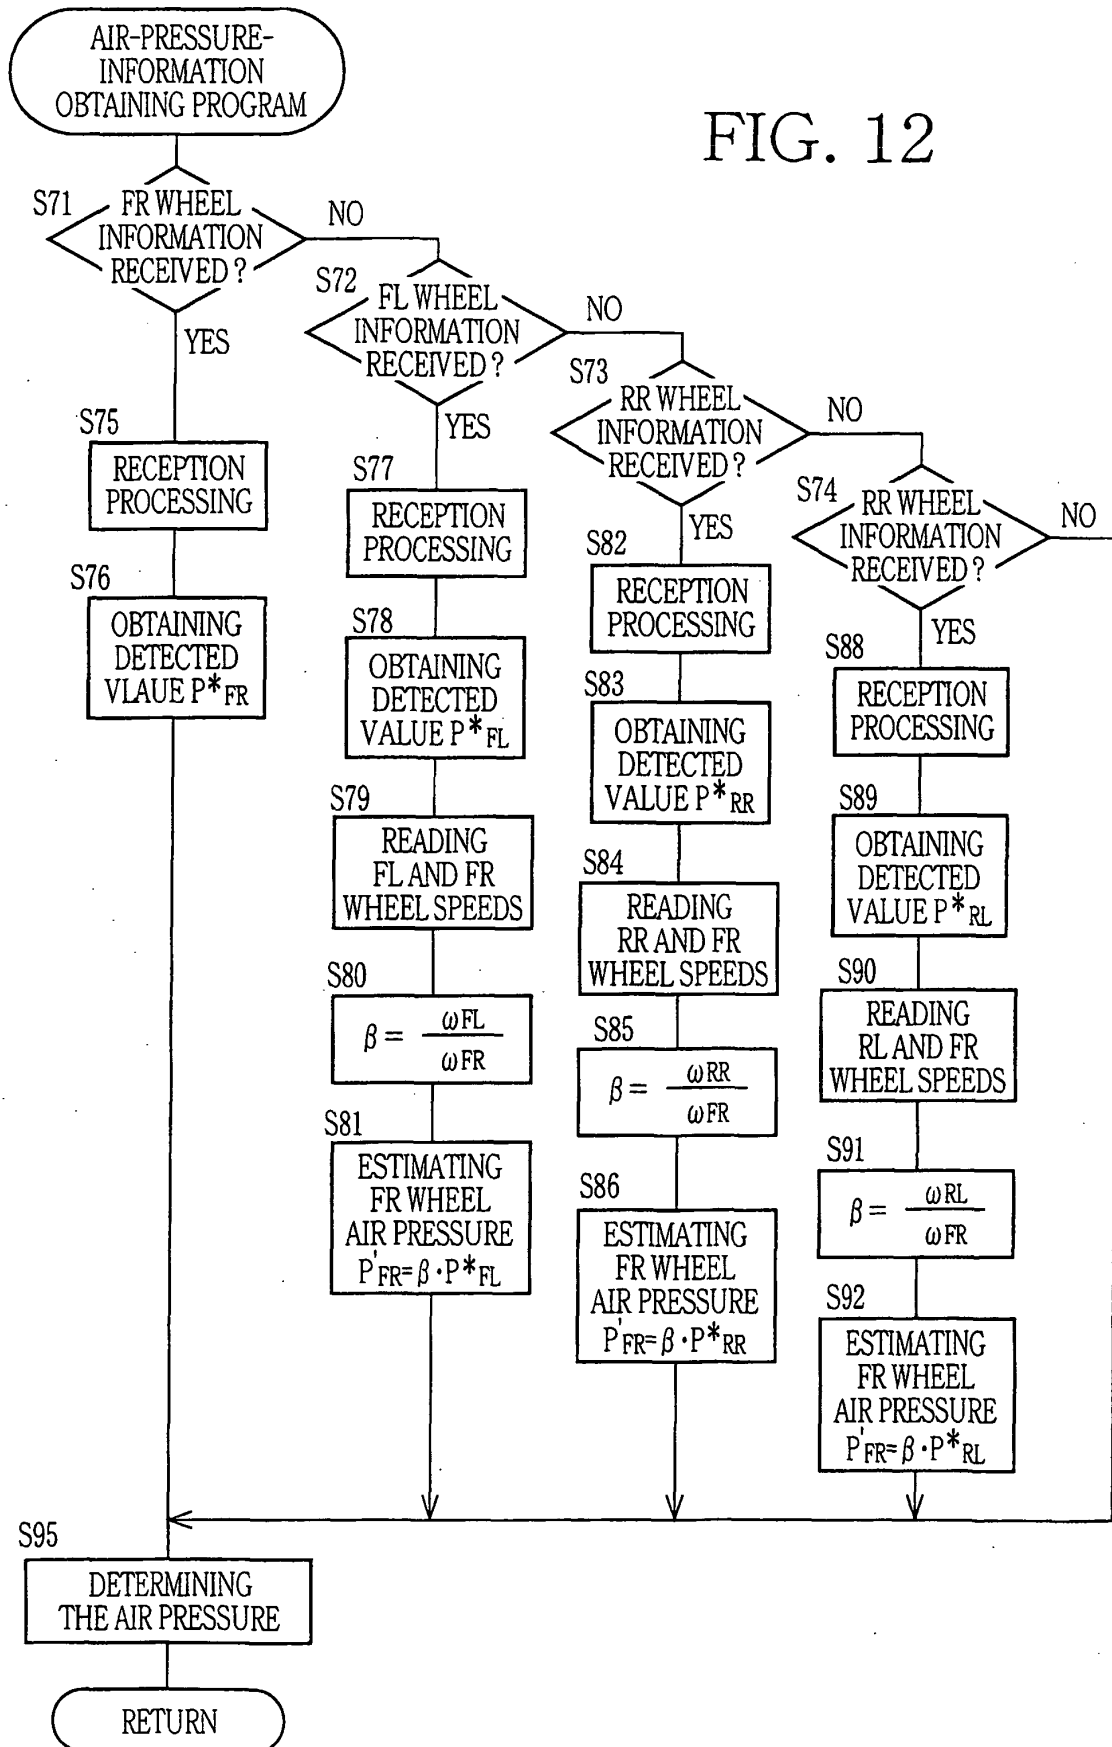 AIR-PRESSURE-
INFORMATION
OBTAINING PROGRAM
FIG. 12
S71
FR WHEEL
INFORMATION
RECEIVED?
NO
YES
S72
FL WHEEL
INFORMATION
RECEIVED?
NO
YES
S73
RR WHEEL
INFORMATION
RECEIVED?
NO
YES
S74
RR WHEEL
INFORMATION
RECEIVED?
NO
YES
S75
RECEPTION
PROCESSING
S76
OBTAINING
DETECTED
VLAUE P*FR
S77
RECEPTION
PROCESSING
S78
OBTAINING
DETECTED
VALUE P*FL
S79
READING
FL AND FR
WHEEL SPEEDS
S80
β = ωFL / ωFR
S81
ESTIMATING
FR WHEEL
AIR PRESSURE
P'FR=β·P*FL
S82
RECEPTION
PROCESSING
S83
OBTAINING
DETECTED
VALUE P*RR
S84
READING
RR AND FR
WHEEL SPEEDS
S85
β = ωRR / ωFR
S86
ESTIMATING
FR WHEEL
AIR PRESSURE
P'FR=β·P*RR
S88
RECEPTION
PROCESSING
S89
OBTAINING
DETECTED
VALUE P*RL
S90
READING
RL AND FR
WHEEL SPEEDS
S91
β = ωRL / ωFR
S92
ESTIMATING
FR WHEEL
AIR PRESSURE
P'FR=β·P*RL
S95
DETERMINING
THE AIR PRESSURE
RETURN